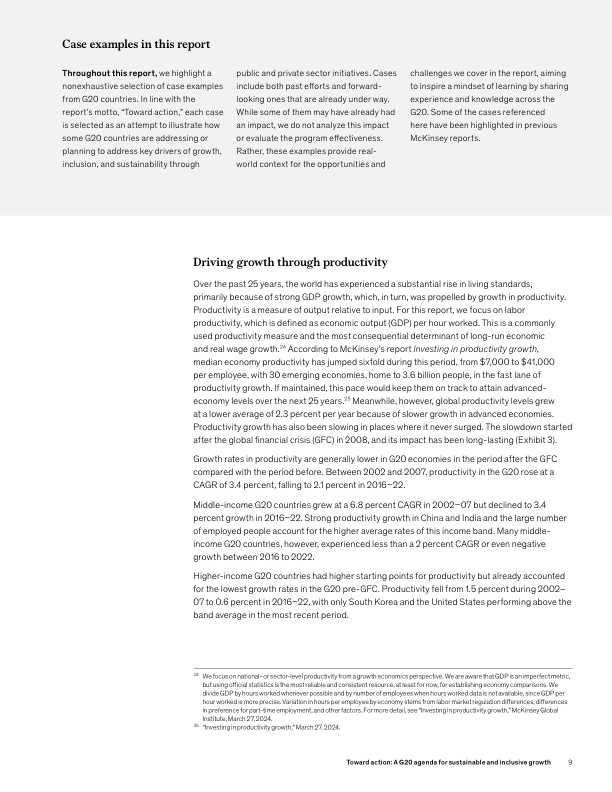 Case examples in this report
Throughout this report, we highlight a
nonexhaustive selection of case examples
from G20 countries. In line with the
report's motto, "Toward action," each case
is selected as an attempt to illustrate how
some G20 countries are addressing or
planning to address key drivers of growth,
inclusion, and sustainability through
public and private sector initiatives. Cases
include both past efforts and forward-
looking ones that are already under way.
While some of them may have already had
an impact, we do not analyze this impact
or evaluate the program effectiveness.
Rather, these examples provide real-
world context for the opportunities and
challenges we cover in the report, aiming
to inspire a mindset of learning by sharing
experience and knowledge across the
G20. Some of the cases referenced
here have been highlighted in previous
McKinsey reports.
Driving growth through productivity
Over the past 25 years, the world has experienced a substantial rise in living standards,
primarily because of strong GDP growth, which, in turn, was propelled by growth in productivity.
Productivity is a measure of output relative to input. For this report, we focus on labor
productivity, which is defined as economic output (GDP) per hour worked. This is a commonly
used productivity measure and the most consequential determinant of long-run economic
and real wage growth.24 According to McKinsey's report Investing in productivity growth,
median economy productivity has jumped sixfold during this period, from $7,000 to $41,000
per employee, with 30 emerging economies, home to 3.6 billion people, in the fast lane of
productivity growth. If maintained, this pace would keep them on track to attain advanced-
economy levels over the next 25 years.25 Meanwhile, however, global productivity levels grew
at a lower average of 2.3 percent per year because of slower growth in advanced economies.
Productivity growth has also been slowing in places where it never surged. The slowdown started
after the global financial crisis (GFC) in 2008, and its impact has been long-lasting (Exhibit 3).
Growth rates in productivity are generally lower in G20 economies in the period after the GFC
compared with the period before. Between 2002 and 2007, productivity in the G20 rose at a
CAGR of 3.4 percent, falling to 2.1 percent in 2016–22.
Middle-income G20 countries grew at a 6.8 percent CAGR in 2002–07 but declined to 3.4
percent growth in 2016–22. Strong productivity growth in China and India and the large number
of employed people account for the higher average rates of this income band. Many middle-
income G20 countries, however, experienced less than a 2 percent CAGR or even negative
growth between 2016 to 2022.
Higher-income G20 countries had higher starting points for productivity but already accounted
for the lowest growth rates in the G20 pre-GFC. Productivity fell from 1.5 percent during 2002–
07 to 0.6 percent in 2016–22, with only South Korea and the United States performing above the
band average in the most recent period.
24 We focus on national- or sector-level productivity from a growth economics perspective. We are aware that GDP is an imperfect metric,
but using official statistics is the most reliable and consistent resource, at least for now, for establishing economy comparisons. We
divide GDP by hours worked whenever possible and by number of employees when hours worked data is not available, since GDP per
hour worked is more precise. Variation in hours per employee by economy stems from labor market regulation differences, differences
in preference for part-time employment, and other factors. For more detail, see "Investing in productivity growth," McKinsey Global
Institute, March 27, 2024.
25 "Investing in productivity growth," March 27, 2024.
Toward action: A G20 agenda for sustainable and inclusive growth 9